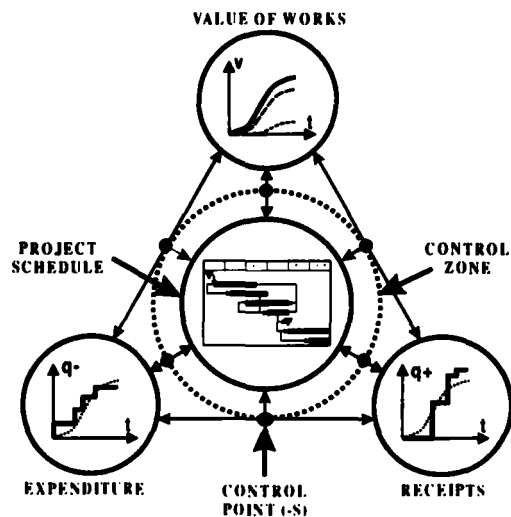 VALUE OF WORKS
v
t
PROJECT
SCHEDULE
CONTROL
ZONE
q-
t
q+
t
EXPENDITURE
CONTROL
POINT (-S)
RECEIPTS